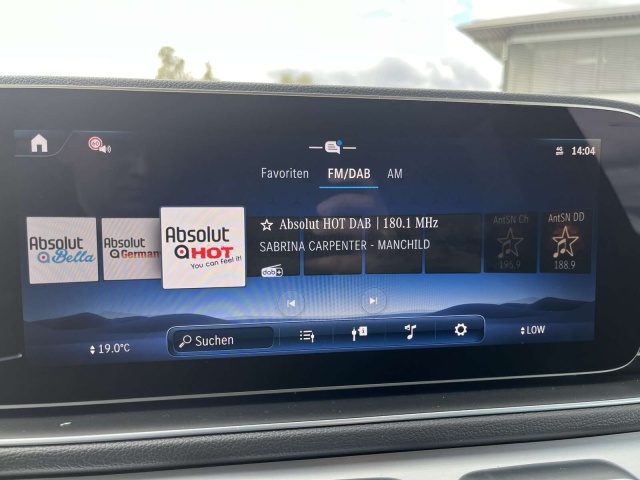 14:04
Favoriten FM/DAB AM
Absolut Bella
Absolut German
Absolut HOT
You can feel it!
Absolut HOT DAB | 180.1 MHz
SABRINA CARPENTER - MANCHILD
dab
AntSN Ch
195.9
AntSN DD
188.9
Suchen
19.0°C
LOW